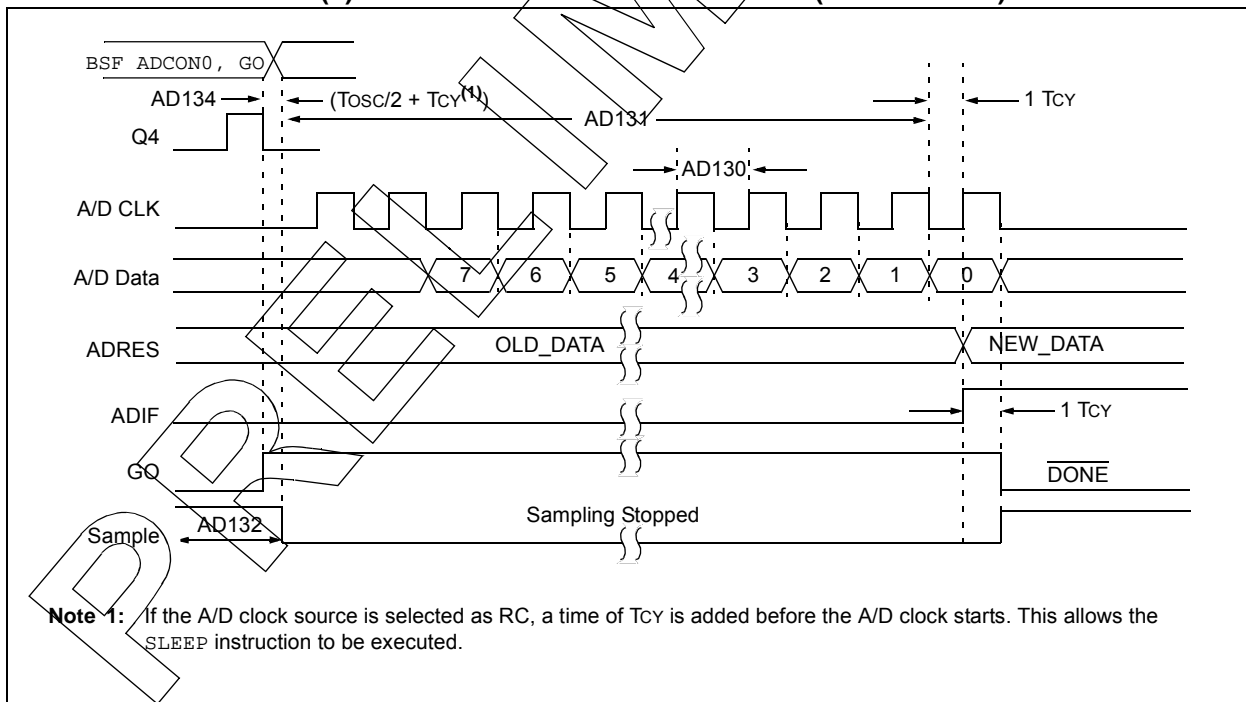 BSF ADCON0, GO
AD134
(TOSC/2 + TCY(1))
AD131
1 TCY
Q4
AD130
A/D CLK
A/D Data
7
6
5
4
3
2
1
0
ADRES
OLD_DATA
NEW_DATA
ADIF
1 TCY
GO
DONE
Sample
AD132
Sampling Stopped
Note 1: If the A/D clock source is selected as RC, a time of TCY is added before the A/D clock starts. This allows the
SLEEP instruction to be executed.